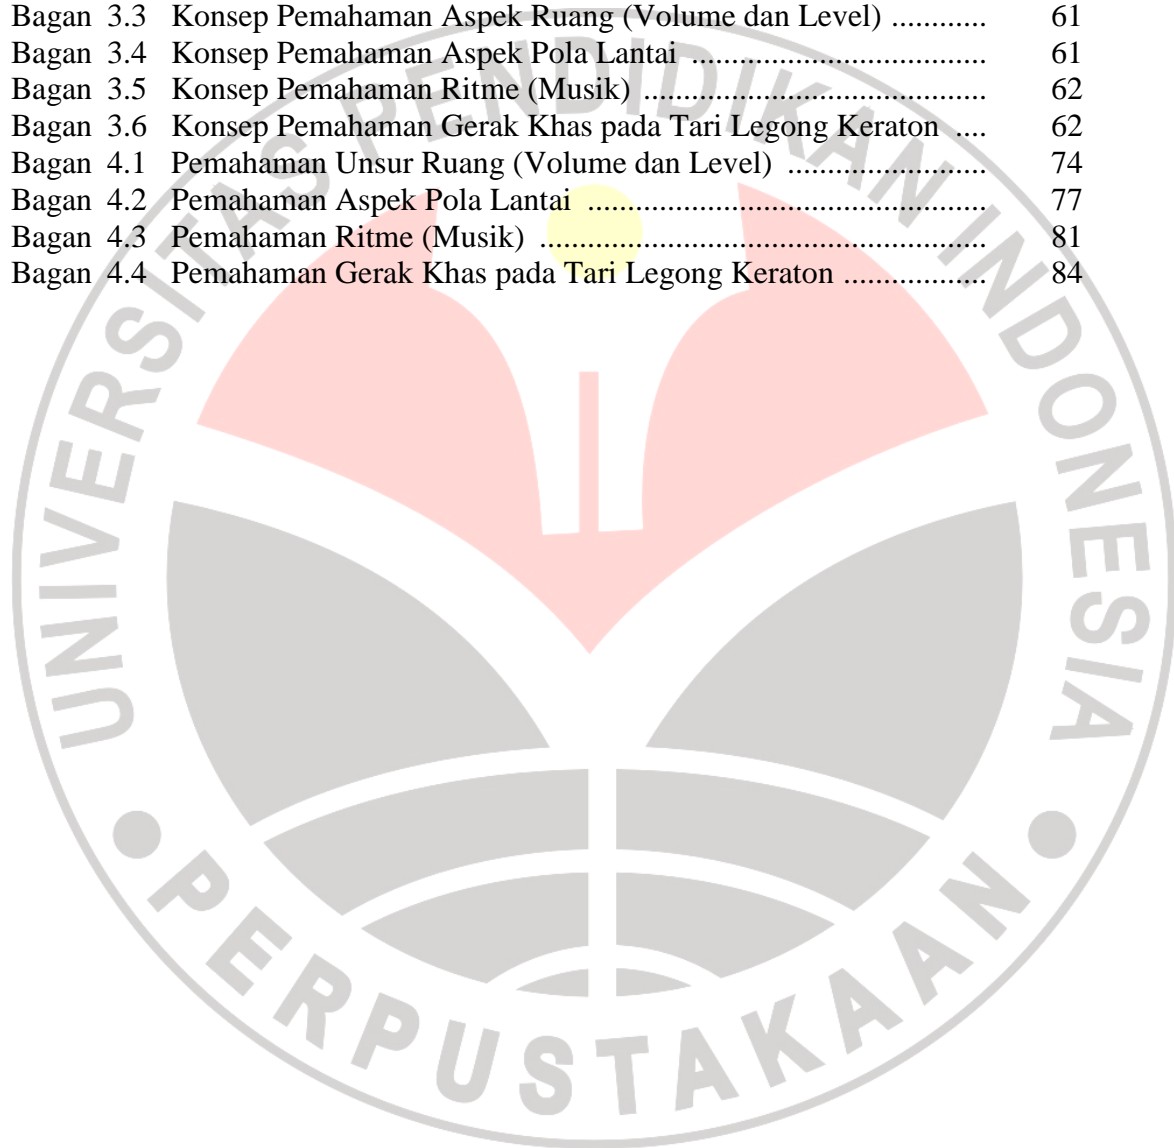 Bagan 3.3 Konsep Pemahaman Aspek Ruang (Volume dan Level) ............ 61
Bagan 3.4 Konsep Pemahaman Aspek Pola Lantai ..................................... 61
Bagan 3.5 Konsep Pemahaman Ritme (Musik) ........................................... 62
Bagan 3.6 Konsep Pemahaman Gerak Khas pada Tari Legong Keraton .... 62
Bagan 4.1 Pemahaman Unsur Ruang (Volume dan Level) ......................... 74
Bagan 4.2 Pemahaman Aspek Pola Lantai .................................................. 77
Bagan 4.3 Pemahaman Ritme (Musik) ........................................................ 81
Bagan 4.4 Pemahaman Gerak Khas pada Tari Legong Keraton .................. 84
UNIVERSITAS PENDIDIKAN INDONESIA
PERPUSTAKAAN